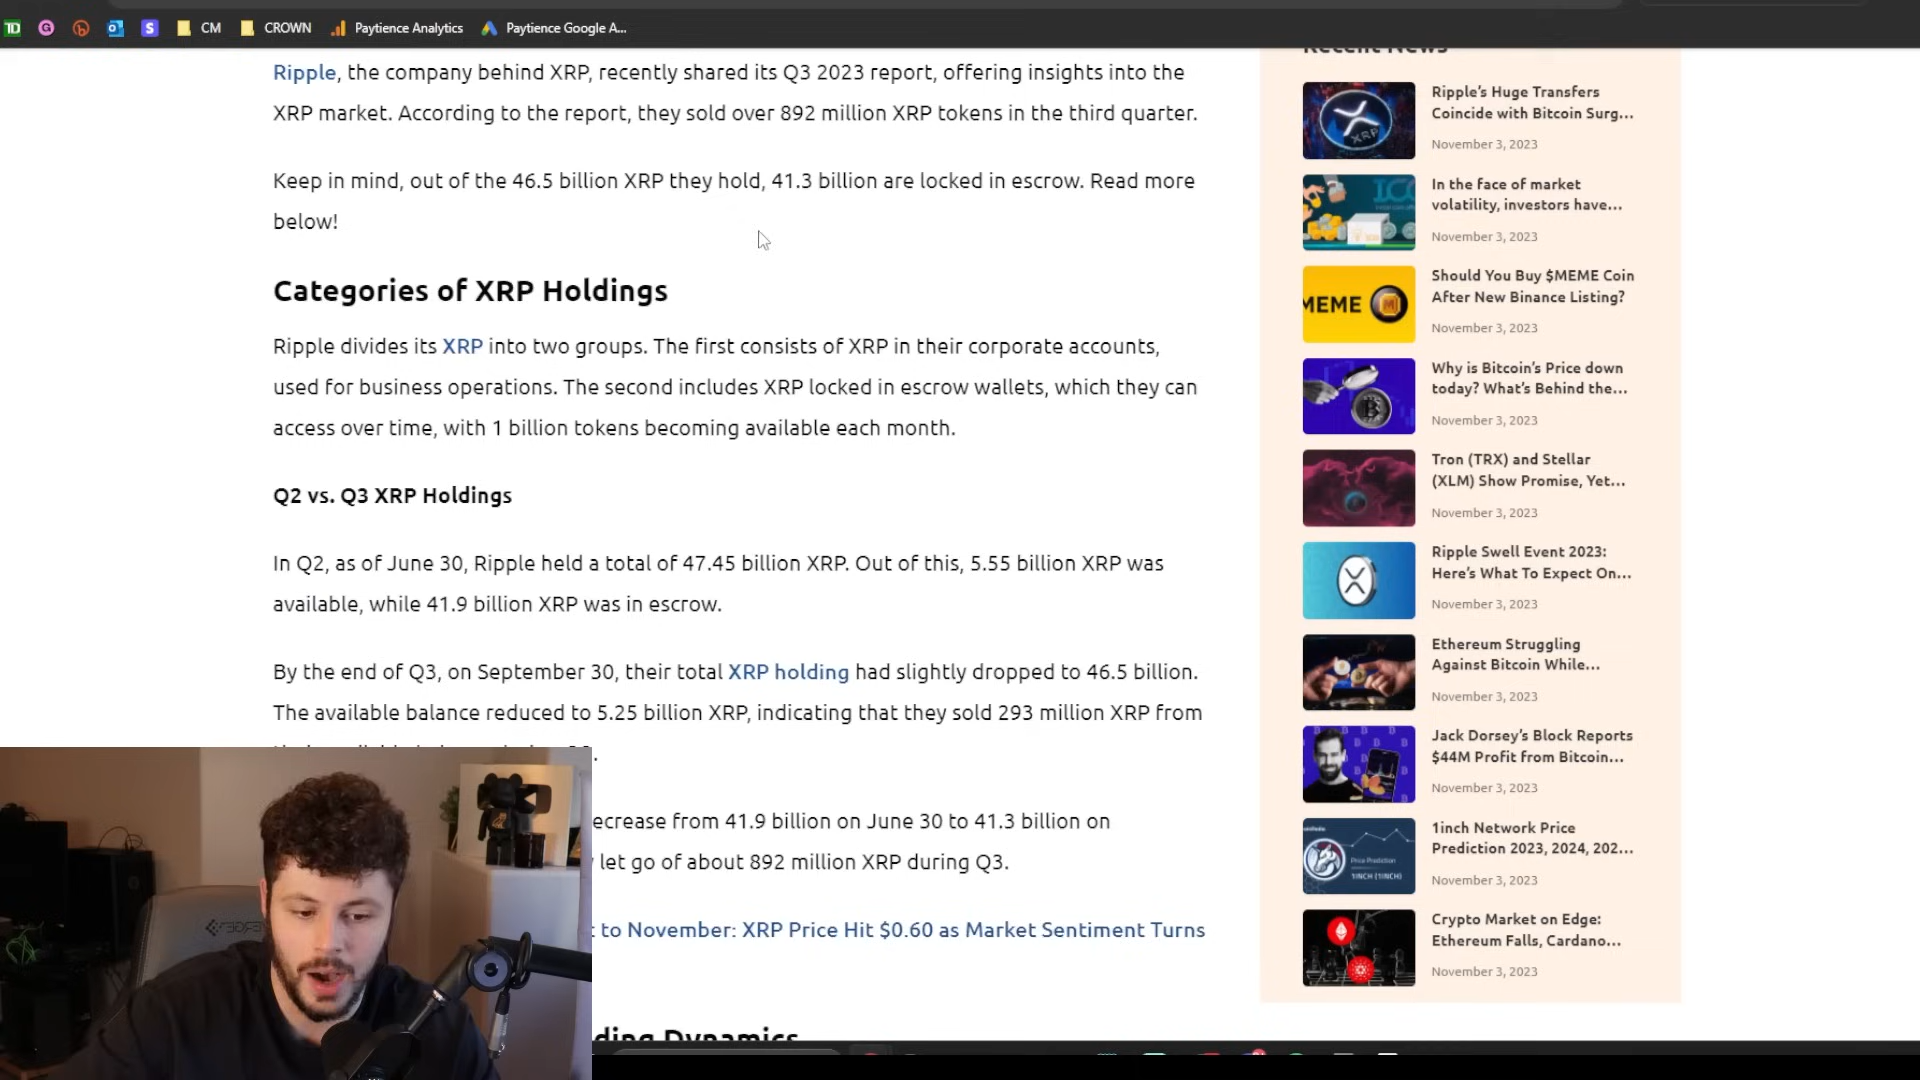 CM
CROWN
Paytience Analytics
Paytience Google A...
Ripple, the company behind XRP, recently shared its Q3 2023 report, offering insights into the
XRP market. According to the report, they sold over 892 million XRP tokens in the third quarter.
Keep in mind, out of the 46.5 billion XRP they hold, 41.3 billion are locked in escrow. Read more
below!
Categories of XRP Holdings
Ripple divides its XRP into two groups. The first consists of XRP in their corporate accounts,
used for business operations. The second includes XRP locked in escrow wallets, which they can
access over time, with 1 billion tokens becoming available each month.
Q2 vs. Q3 XRP Holdings
In Q2, as of June 30, Ripple held a total of 47.45 billion XRP. Out of this, 5.55 billion XRP was
available, while 41.9 billion XRP was in escrow.
By the end of Q3, on September 30, their total XRP holding had slightly dropped to 46.5 billion.
The available balance reduced to 5.25 billion XRP, indicating that they sold 293 million XRP from
ecrease from 41.9 billion on June 30 to 41.3 billion on
let go of about 892 million XRP during Q3.
t to November: XRP Price Hit $0.60 as Market Sentiment Turns
ding Dynamics
Recent News
Ripple's Huge Transfers
Coincide with Bitcoin Surg...
November 3, 2023
In the face of market
volatility, investors have...
November 3, 2023
MEME
Should You Buy $MEME Coin
After New Binance Listing?
November 3, 2023
Why is Bitcoin's Price down
today? What's Behind the...
November 3, 2023
Tron (TRX) and Stellar
(XLM) Show Promise, Yet...
November 3, 2023
Ripple Swell Event 2023:
Here's What To Expect On...
November 3, 2023
Ethereum Struggling
Against Bitcoin While...
November 3, 2023
Jack Dorsey's Block Reports
$44M Profit from Bitcoin...
November 3, 2023
Price Prediction
1INCH (1INCH)
1inch Network Price
Prediction 2023, 2024, 202...
November 3, 2023
Crypto Market on Edge:
Ethereum Falls, Cardano...
November 3, 2023